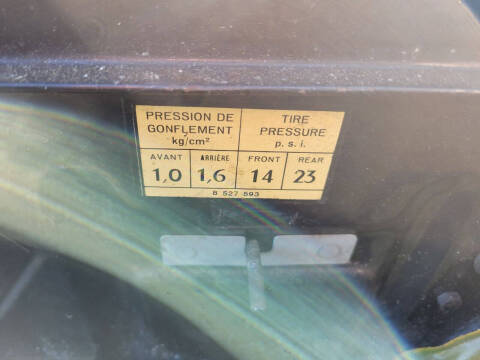 PRESSION DE GONFLEMENT kg/cm²
TIRE PRESSURE p. s. i.
AVANT ARRIÈRE FRONT REAR
1,0 1,6 14 23
8 527 593